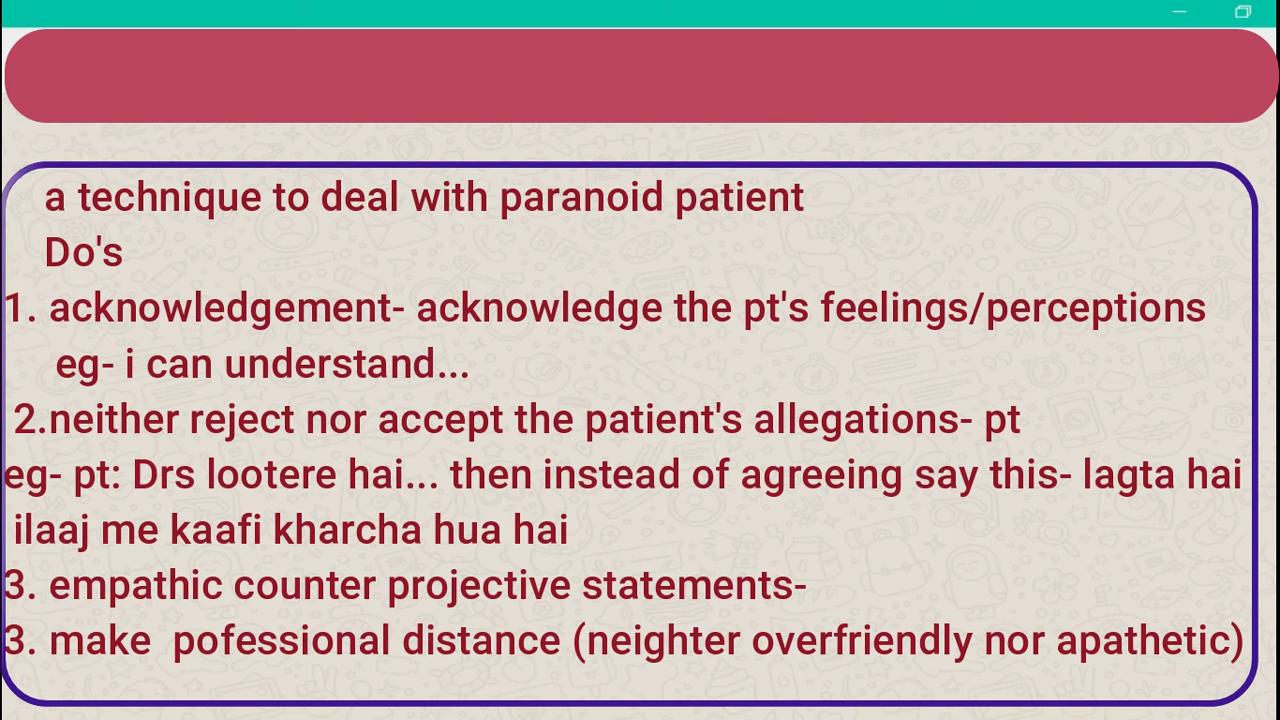 a technique to deal with paranoid patient
Do's
1. acknowledgement- acknowledge the pt's feelings/perceptions
eg- i can understand...
2.neither reject nor accept the patient's allegations- pt
eg- pt: Drs lootere hai... then instead of agreeing say this- lagta hai
ilaaj me kaafi kharcha hua hai
3. empathic counter projective statements-
3. make  pofessional distance (neighter overfriendly nor apathetic)